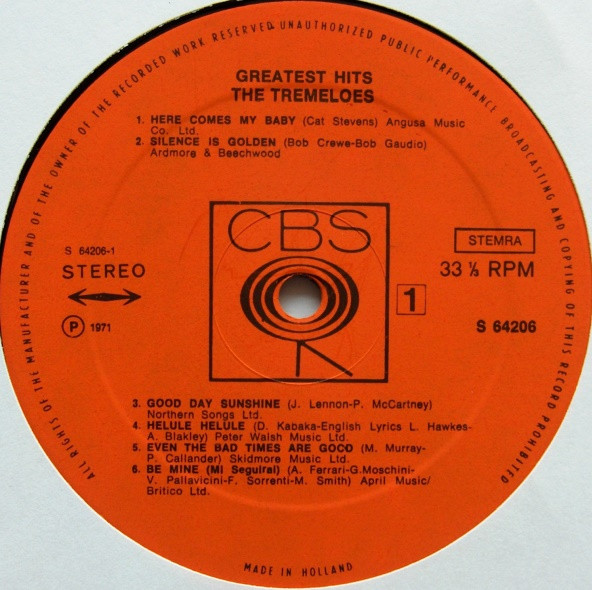 ALL RIGHTS OF THE MANUFACTURER AND OF THE OWNER OF THE RECORDED WORK RESERVED UNAUTHORIZED PUBLIC PERFORMANCE BROADCASTING AND COPYING OF THIS RECORD PROHIBITED
GREATEST HITS
THE TREMELOES
1. HERE COMES MY BABY (Cat Stevens) Angusa Music
Co. Ltd.
2. SILENCE IS GOLDEN (Bob Crewe-Bob Gaudio)
Ardmore & Beechwood
CBS
S 64206-1
STEREO
Ⓟ 1971
STEMRA
33 ⅓ RPM
1
S 64206
3. GOOD DAY SUNSHINE (J. Lennon-P. McCartney)
Northern Songs Ltd.
4. HELULE HELULE (D. Kabaka-English Lyrics L. Hawkes-
A. Blakley) Peter Walsh Music Ltd.
5. EVEN THE BAD TIMES ARE GOOD (M. Murray-
P. Callander) Skidmore Music Ltd.
6. BE MINE (Mi Seguirai) (A. Ferrari-G.Moschini-
V. Pallavicini-F. Sorrenti-M. Smith) April Music/
Britico Ltd.
MADE IN HOLLAND